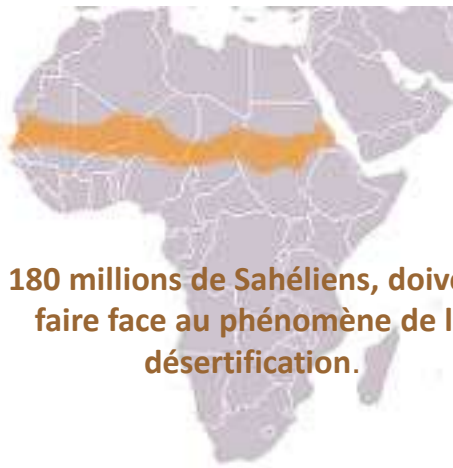 180 millions de Sahéliens, doive
faire face au phénomène de l
désertification.